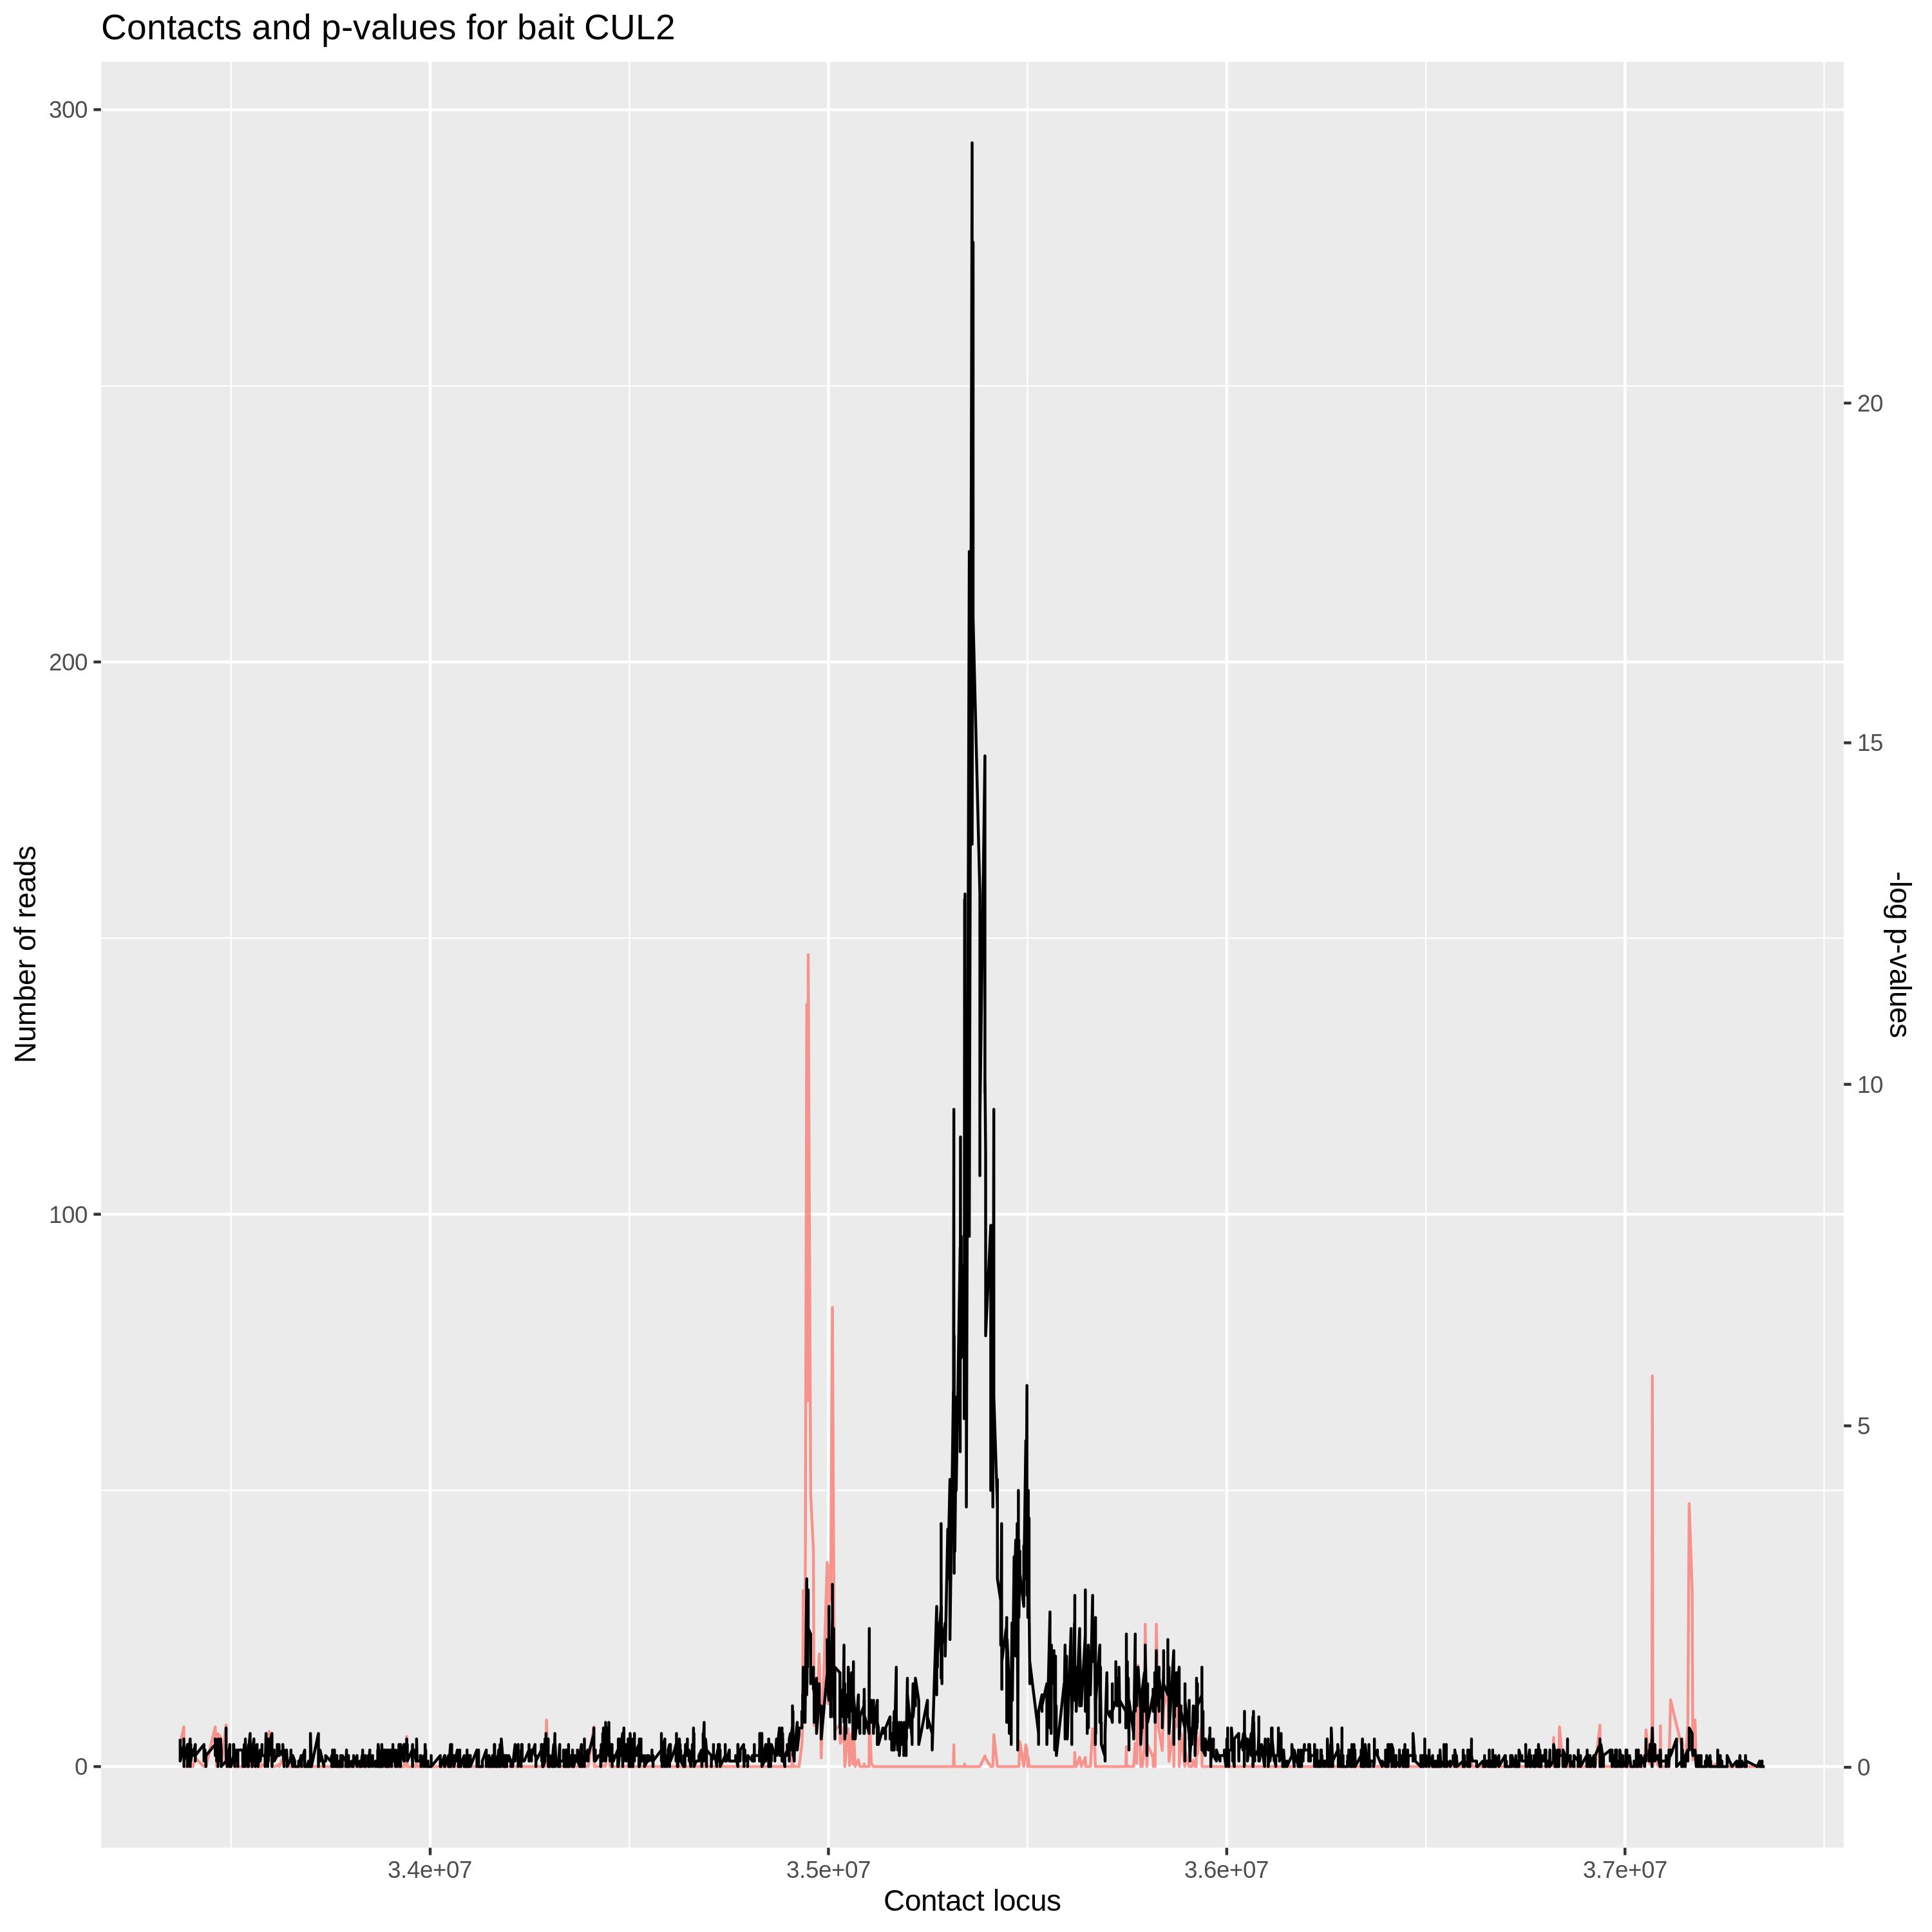 Contacts and p-values for bait CUL2
300
200
100
0
Number of reads
20
15
10
5
0
-log p-values
3.4e+07
3.5e+07
3.6e+07
3.7e+07
Contact locus